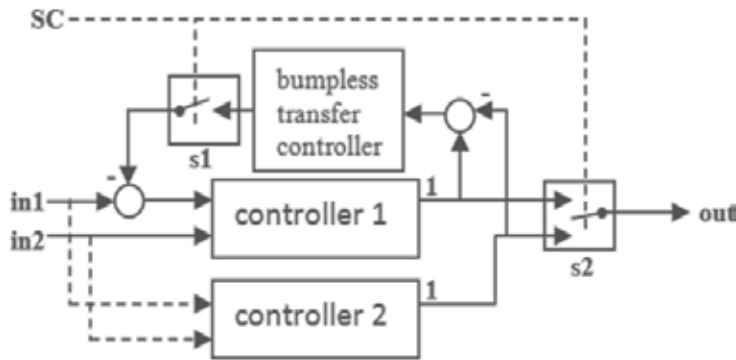 SC
bumpless
transfer
controller
-
s1
-
in1
in2
controller 1
1
out
s2
controller 2
1